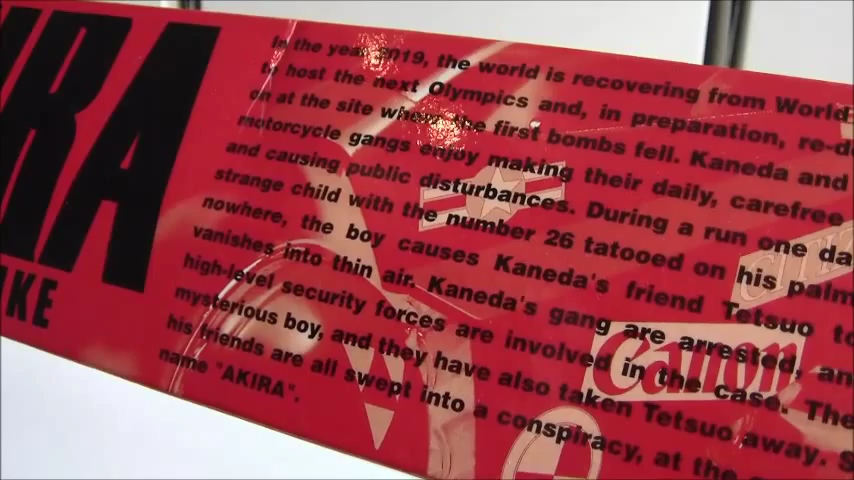 IRA
KE
In the year 2019, the world is recovering from World
to host the next Olympics and, in preparation, re-d
on at the site where the first bombs fell. Kaneda and
motorcycle gangs enjoy making their daily, carefree
and causing public disturbances. During a run one da
strange child with the number 26 tatooed on his palm
nowhere, the boy causes Kaneda's friend Tetsuo to
vanishes into thin air. Kaneda's gang are arrested, an
high-level security forces are involved in the case. The
mysterious boy, and they have also taken Tetsuo away. S
his friends are all swept into a conspiracy, at the
name "AKIRA".
Canon